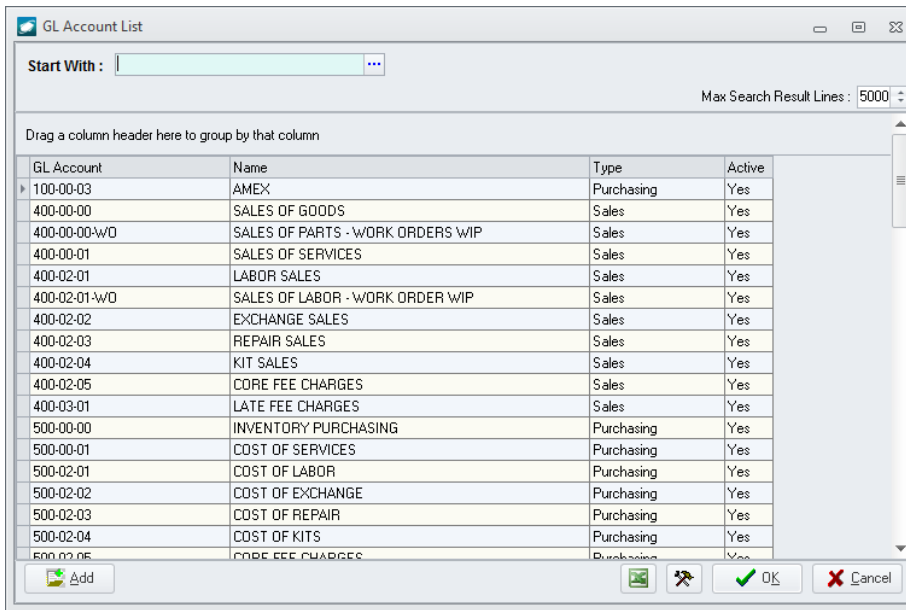 GL Account List
Start With :
Max Search Result Lines : 5000
Drag a column header here to group by that column
GL Account Name Type Active
100-00-03 AMEX Purchasing Yes
400-00-00 SALES OF GOODS Sales Yes
400-00-00-WO SALES OF PARTS - WORK ORDERS WIP Sales Yes
400-00-01 SALES OF SERVICES Sales Yes
400-02-01 LABOR SALES Sales Yes
400-02-01-WO SALES OF LABOR - WORK ORDER WIP Sales Yes
400-02-02 EXCHANGE SALES Sales Yes
400-02-03 REPAIR SALES Sales Yes
400-02-04 KIT SALES Sales Yes
400-02-05 CORE FEE CHARGES Sales Yes
400-03-01 LATE FEE CHARGES Sales Yes
500-00-00 INVENTORY PURCHASING Purchasing Yes
500-00-01 COST OF SERVICES Purchasing Yes
500-02-01 COST OF LABOR Purchasing Yes
500-02-02 COST OF EXCHANGE Purchasing Yes
500-02-03 COST OF REPAIR Purchasing Yes
500-02-04 COST OF KITS Purchasing Yes
500-02-05 CORE FEE CHARGES Purchasing Yes
Add OK Cancel